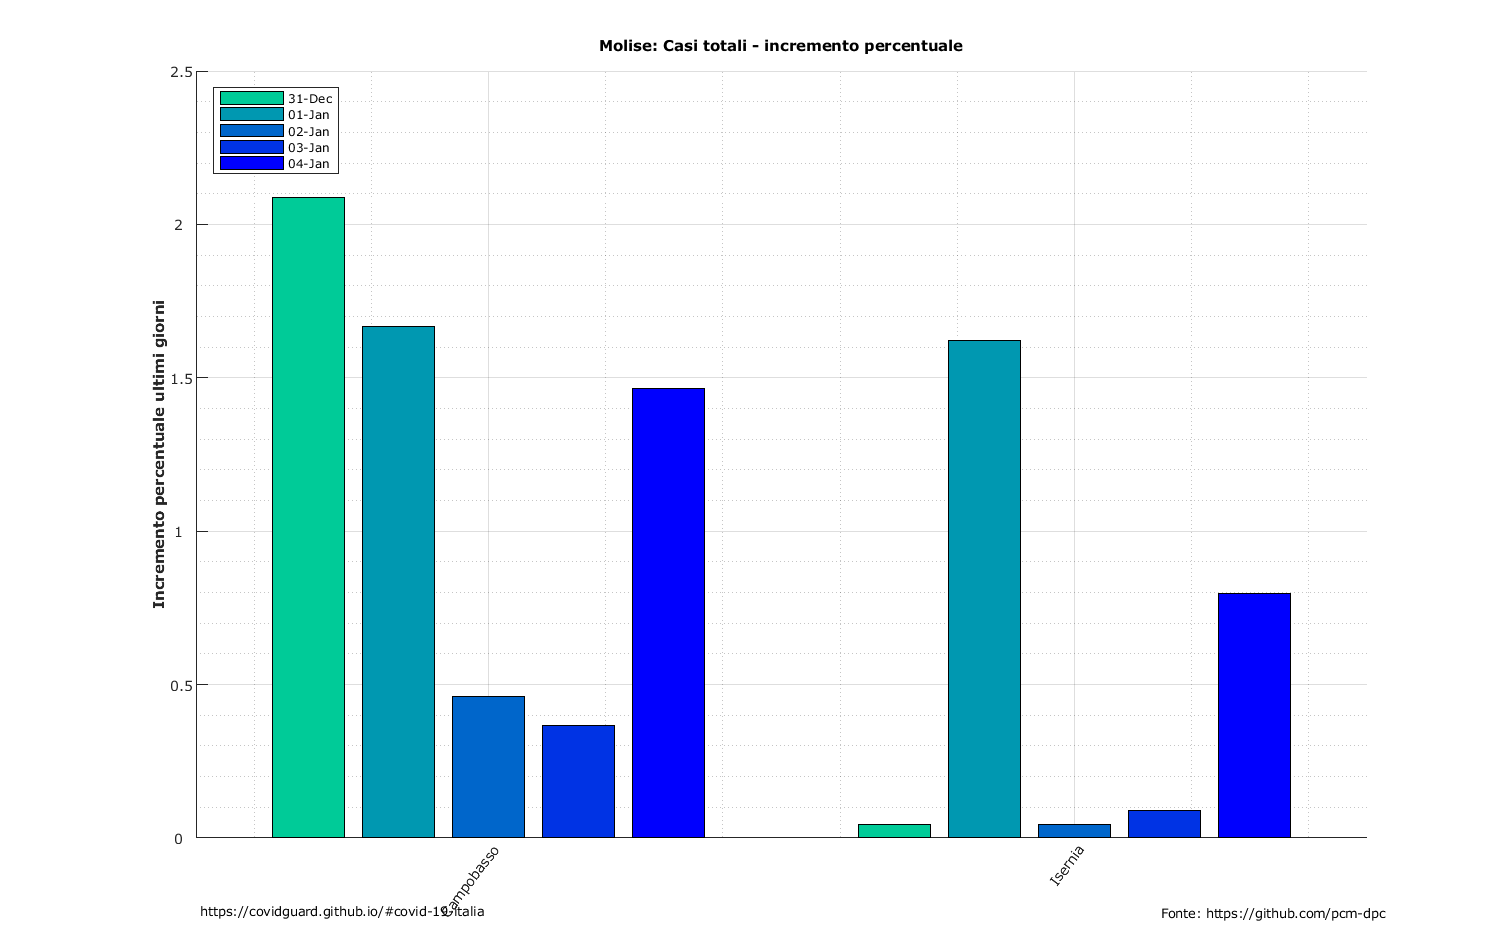 Molise: Casi totali - incremento percentuale
2.5
31-Dec
01-Jan
02-Jan
03-Jan
04-Jan
2
1.5
1
0.5
0
Incremento percentuale ultimi giorni
Campobasso
Isernia
https://covidguard.github.io/#covid-19-italia
Fonte: https://github.com/pcm-dpc